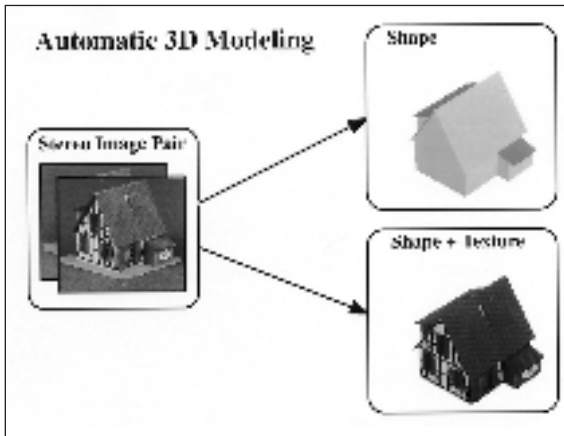 Automatic 3D Modeling
Shape
Stereo Image Pair
Shape + Texture